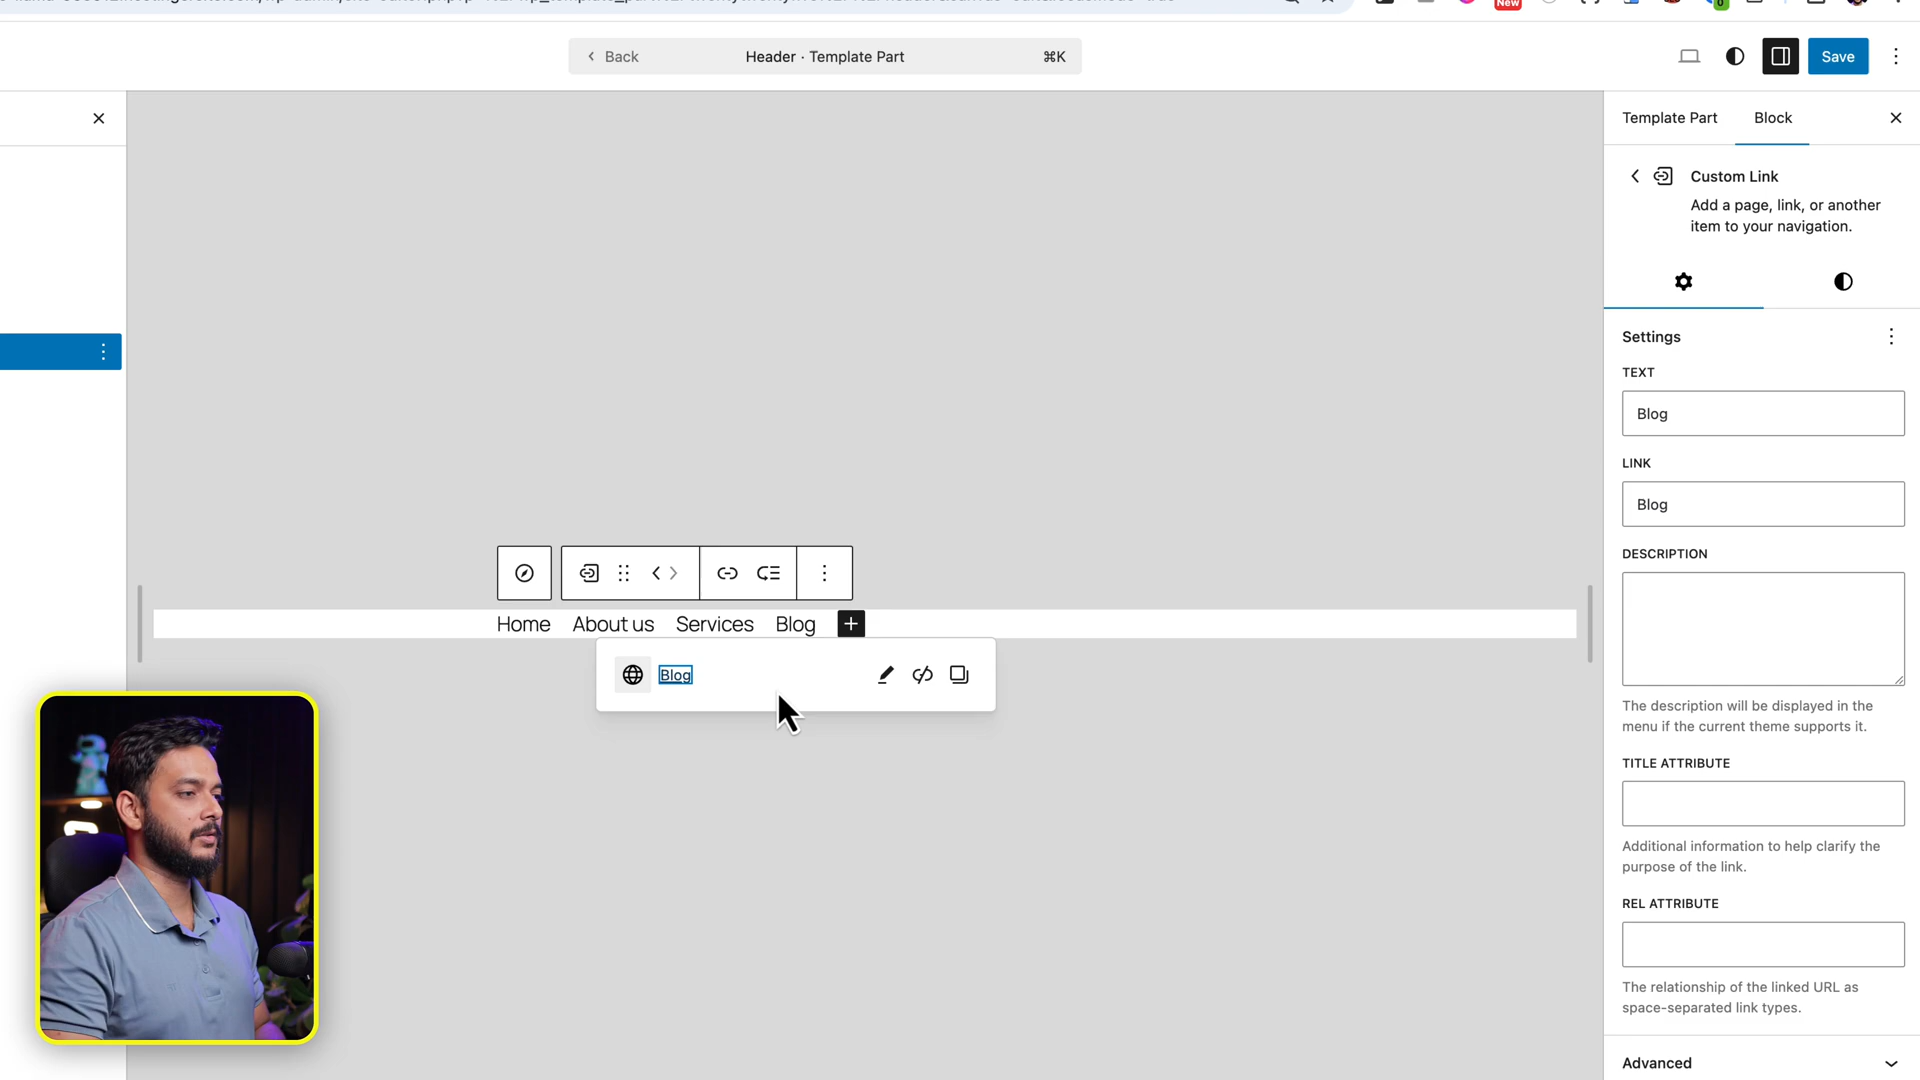 New
0
Back
Header · Template Part
⌘K
Save
Template Part
Block
Custom Link
Add a page, link, or another
item to your navigation.
Settings
TEXT
Blog
LINK
Blog
DESCRIPTION
The description will be displayed in the
menu if the current theme supports it.
TITLE ATTRIBUTE
Additional information to help clarify the
purpose of the link.
REL ATTRIBUTE
The relationship of the linked URL as
space-separated link types.
Advanced
Home About us Services Blog
Blog